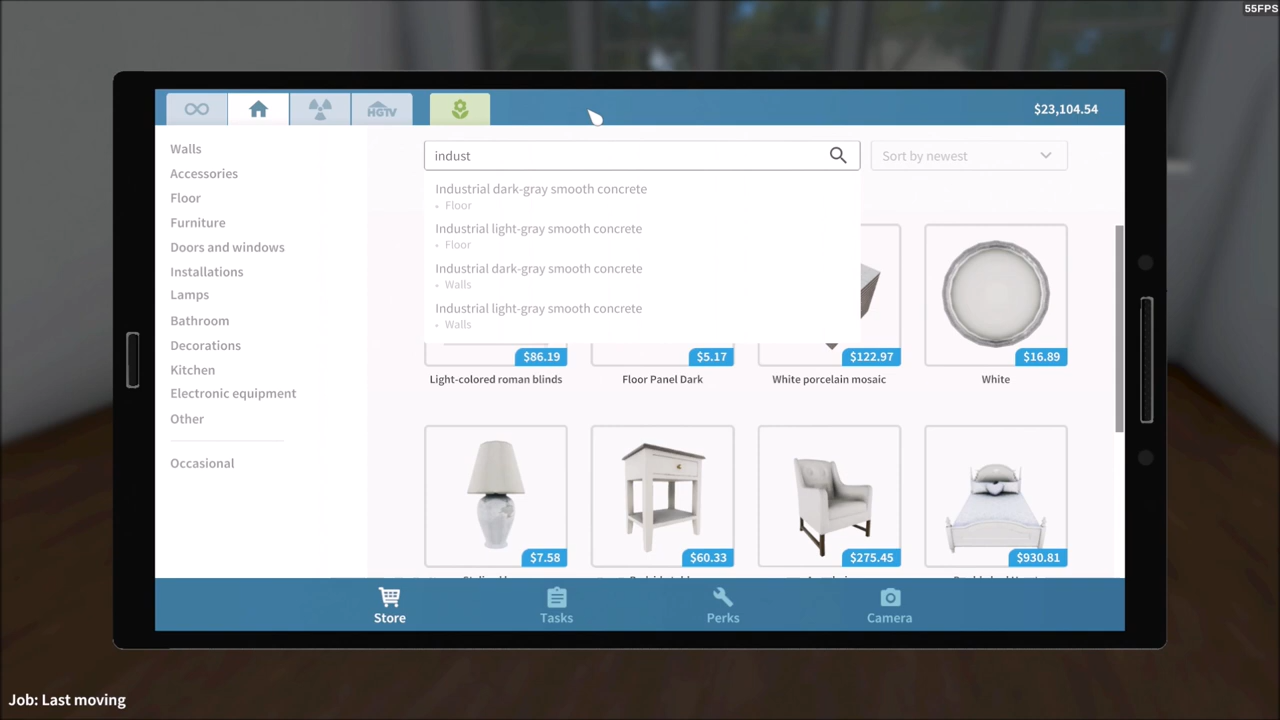 55FPS
HGTV
$23,104.54
indust
Sort by newest
Walls
Accessories
Floor
Furniture
Doors and windows
Installations
Lamps
Bathroom
Decorations
Kitchen
Electronic equipment
Other
Occasional
Industrial dark-gray smooth concrete
• Floor
Industrial light-gray smooth concrete
• Floor
Industrial dark-gray smooth concrete
• Walls
Industrial light-gray smooth concrete
• Walls
$86.19
$5.17
$122.97
$16.89
Light-colored roman blinds
Floor Panel Dark
White porcelain mosaic
White
$7.58
$60.33
$275.45
$930.81
Store
Tasks
Perks
Camera
Job: Last moving